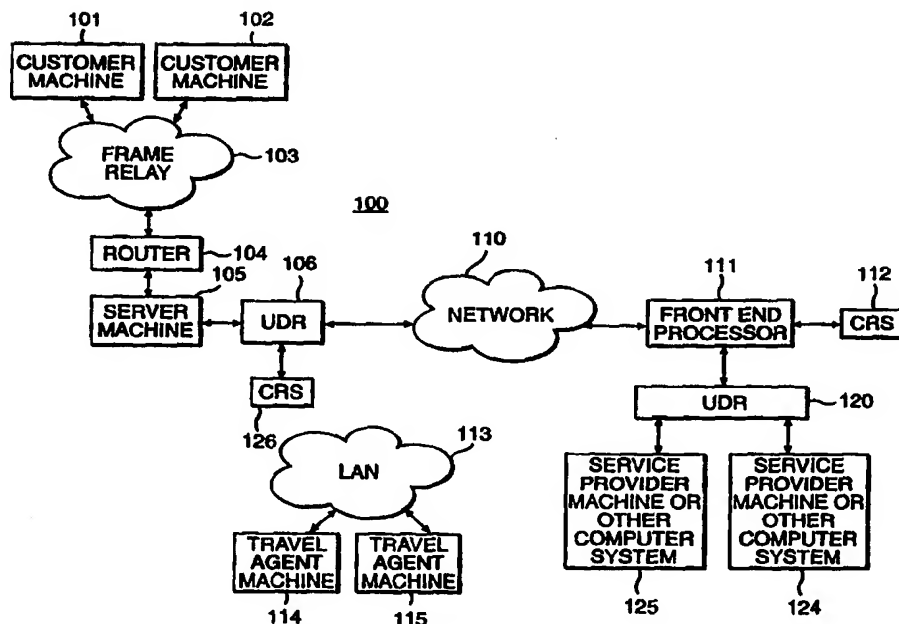 101
102
CUSTOMER
MACHINE
CUSTOMER
MACHINE
FRAME
RELAY
103
100
ROUTER
104
105
106
110
111
112
SERVER
MACHINE
UDR
NETWORK
FRONT END
PROCESSOR
CRS
CRS
126
UDR
120
113
LAN
TRAVEL
AGENT
MACHINE
TRAVEL
AGENT
MACHINE
114
115
SERVICE
PROVIDER
MACHINE OR
OTHER
COMPUTER
SYSTEM
SERVICE
PROVIDER
MACHINE OR
OTHER
COMPUTER
SYSTEM
125
124